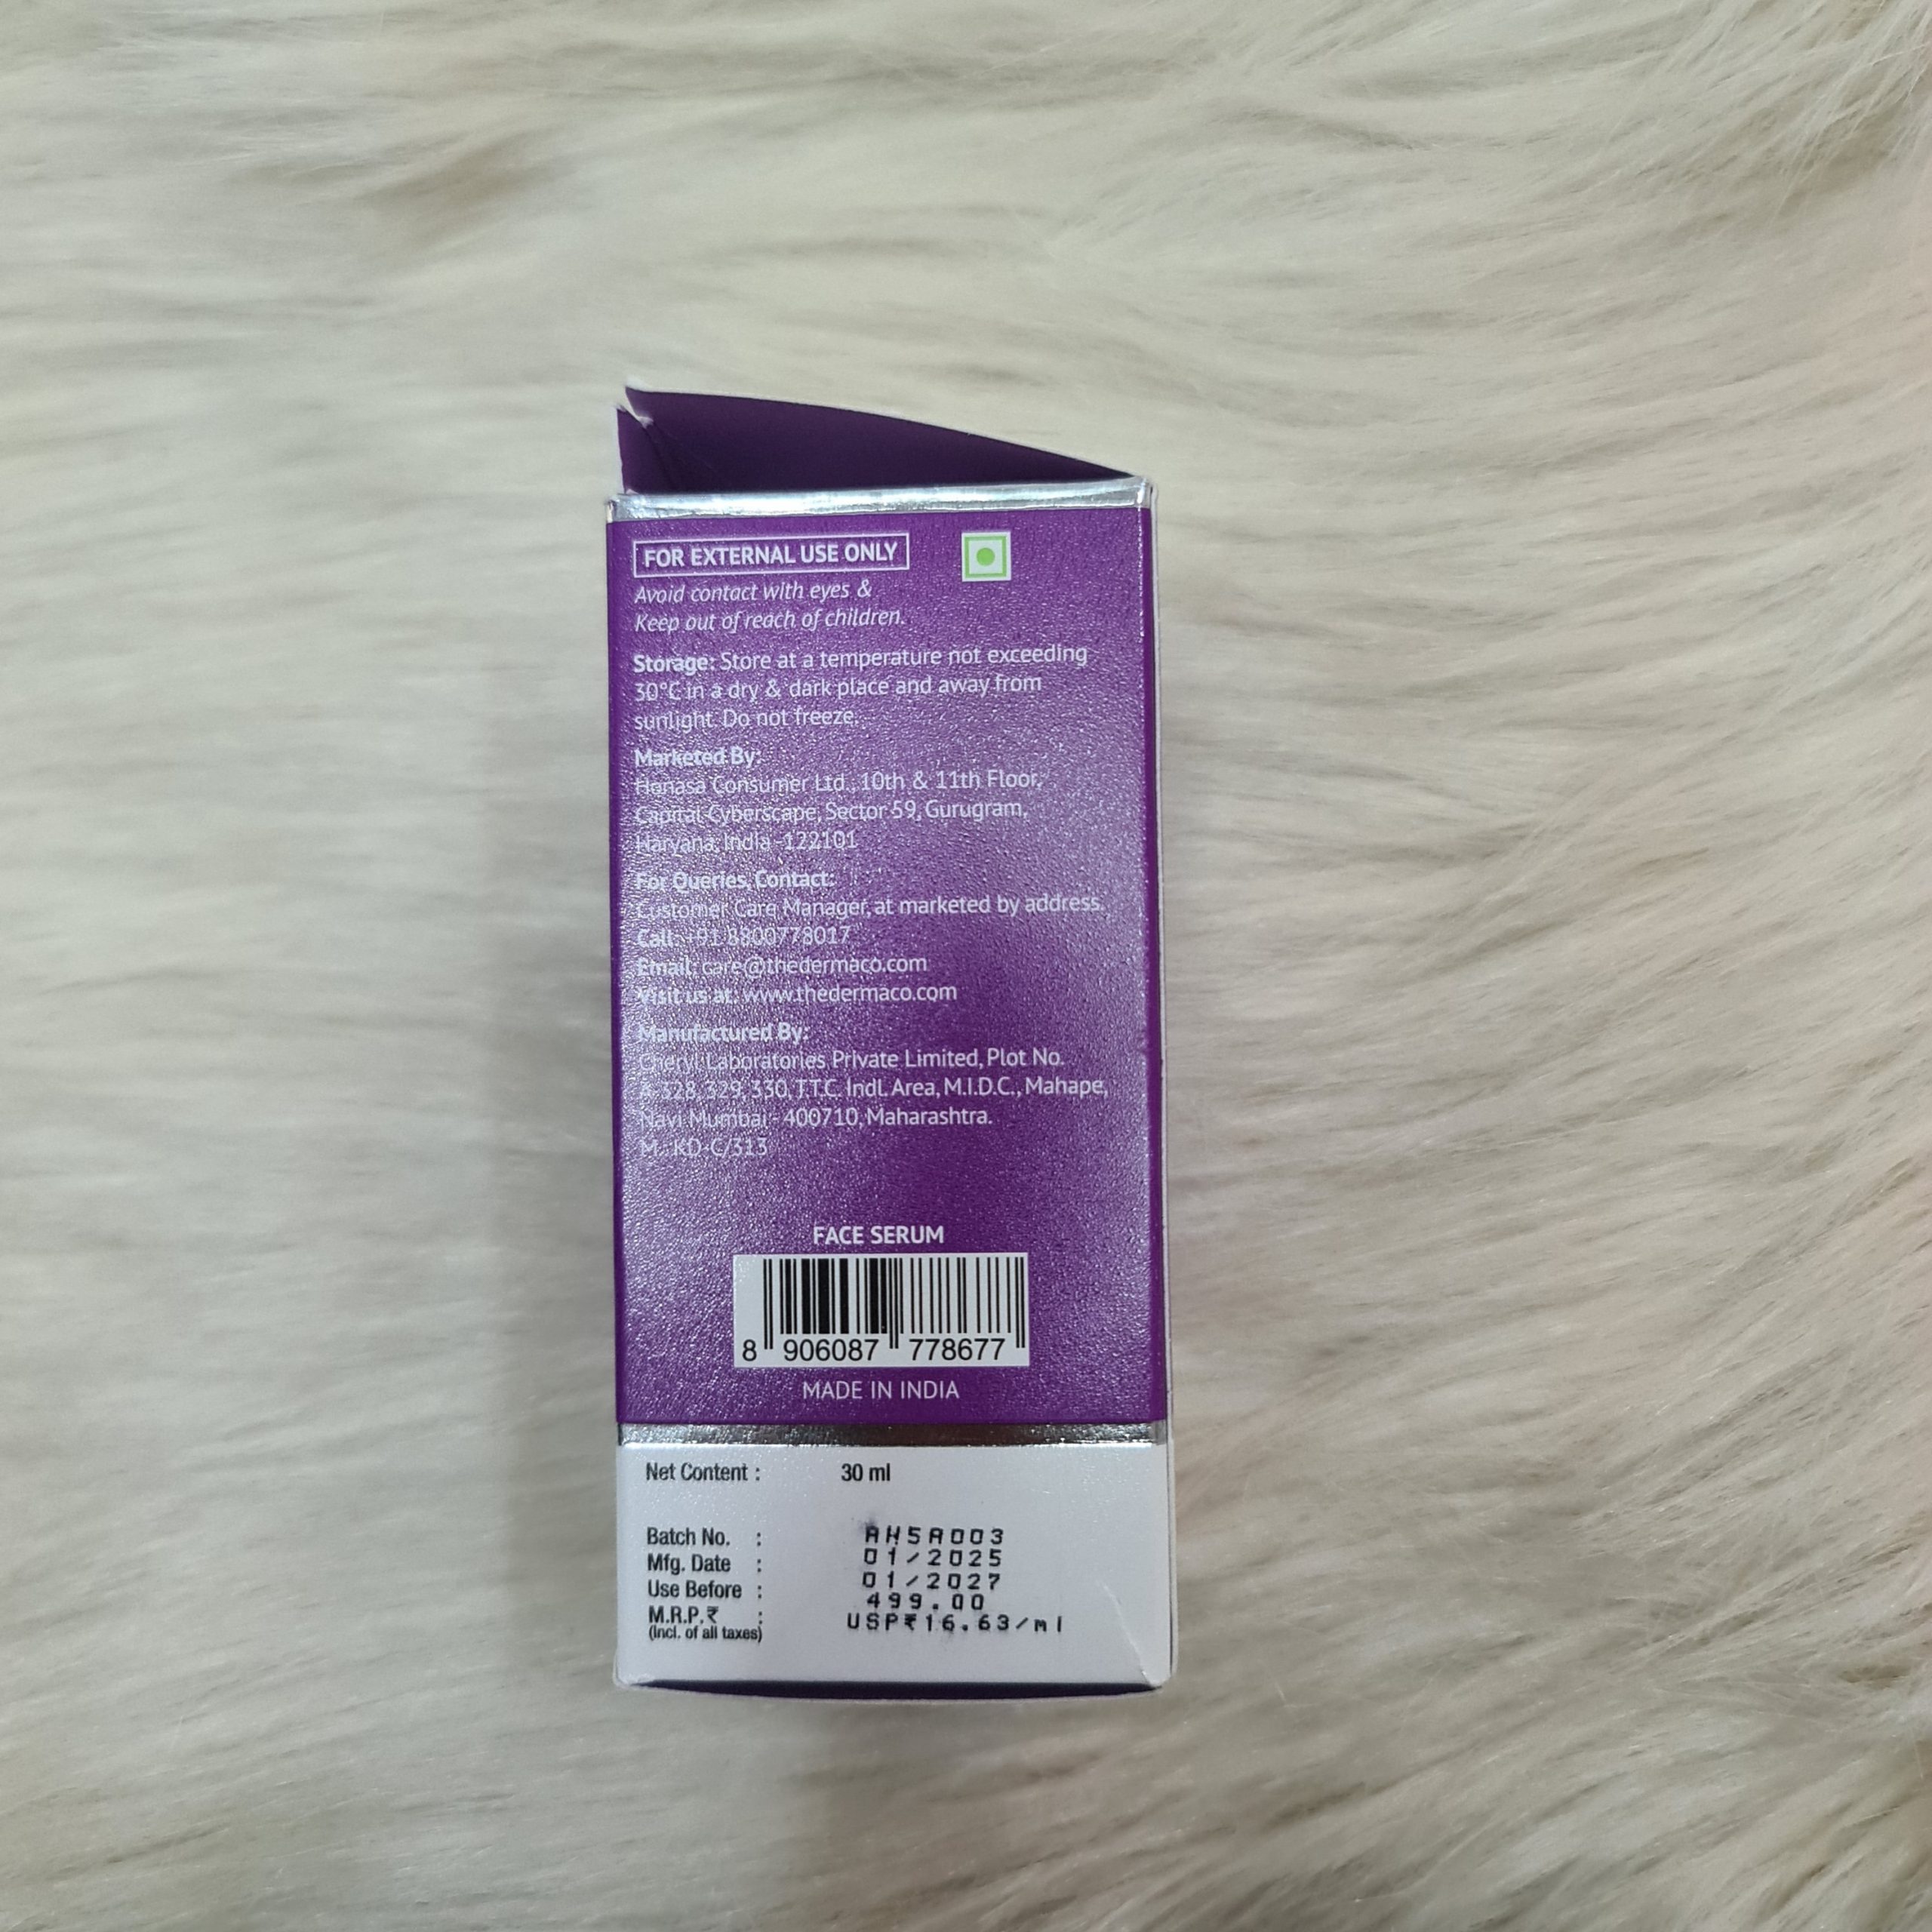 FOR EXTERNAL USE ONLY
Avoid contact with eyes &
Keep out of reach of children.
Storage: Store at a temperature not exceeding
30°C in a dry & dark place and away from
sunlight. Do not freeze.
Marketed By:
Honasa Consumer Ltd., 10th & 11th Floor,
Capital Cyberscape, Sector 59, Gurugram,
Haryana, India -122101
For Queries, Contact:
Customer Care Manager, at marketed by address.
Call: +91 8800778017
Email: care@thedermaco.com
Visit us at: www.thedermaco.com
Manufactured By:
Cheryl Laboratories Private Limited, Plot No.
328, 329, 330, T.T.C. Indl. Area, M.I.D.C., Mahape,
Navi Mumbai - 400710, Maharashtra.
M.: KD-C/313
FACE SERUM
8 906087 778677
MADE IN INDIA
Net Content : 30 ml
Batch No. : AH5A003
Mfg. Date : 01/2025
Use Before : 01/2027
M.R.P.₹ : 499.00
(Incl. of all taxes) USP₹16.63/ml